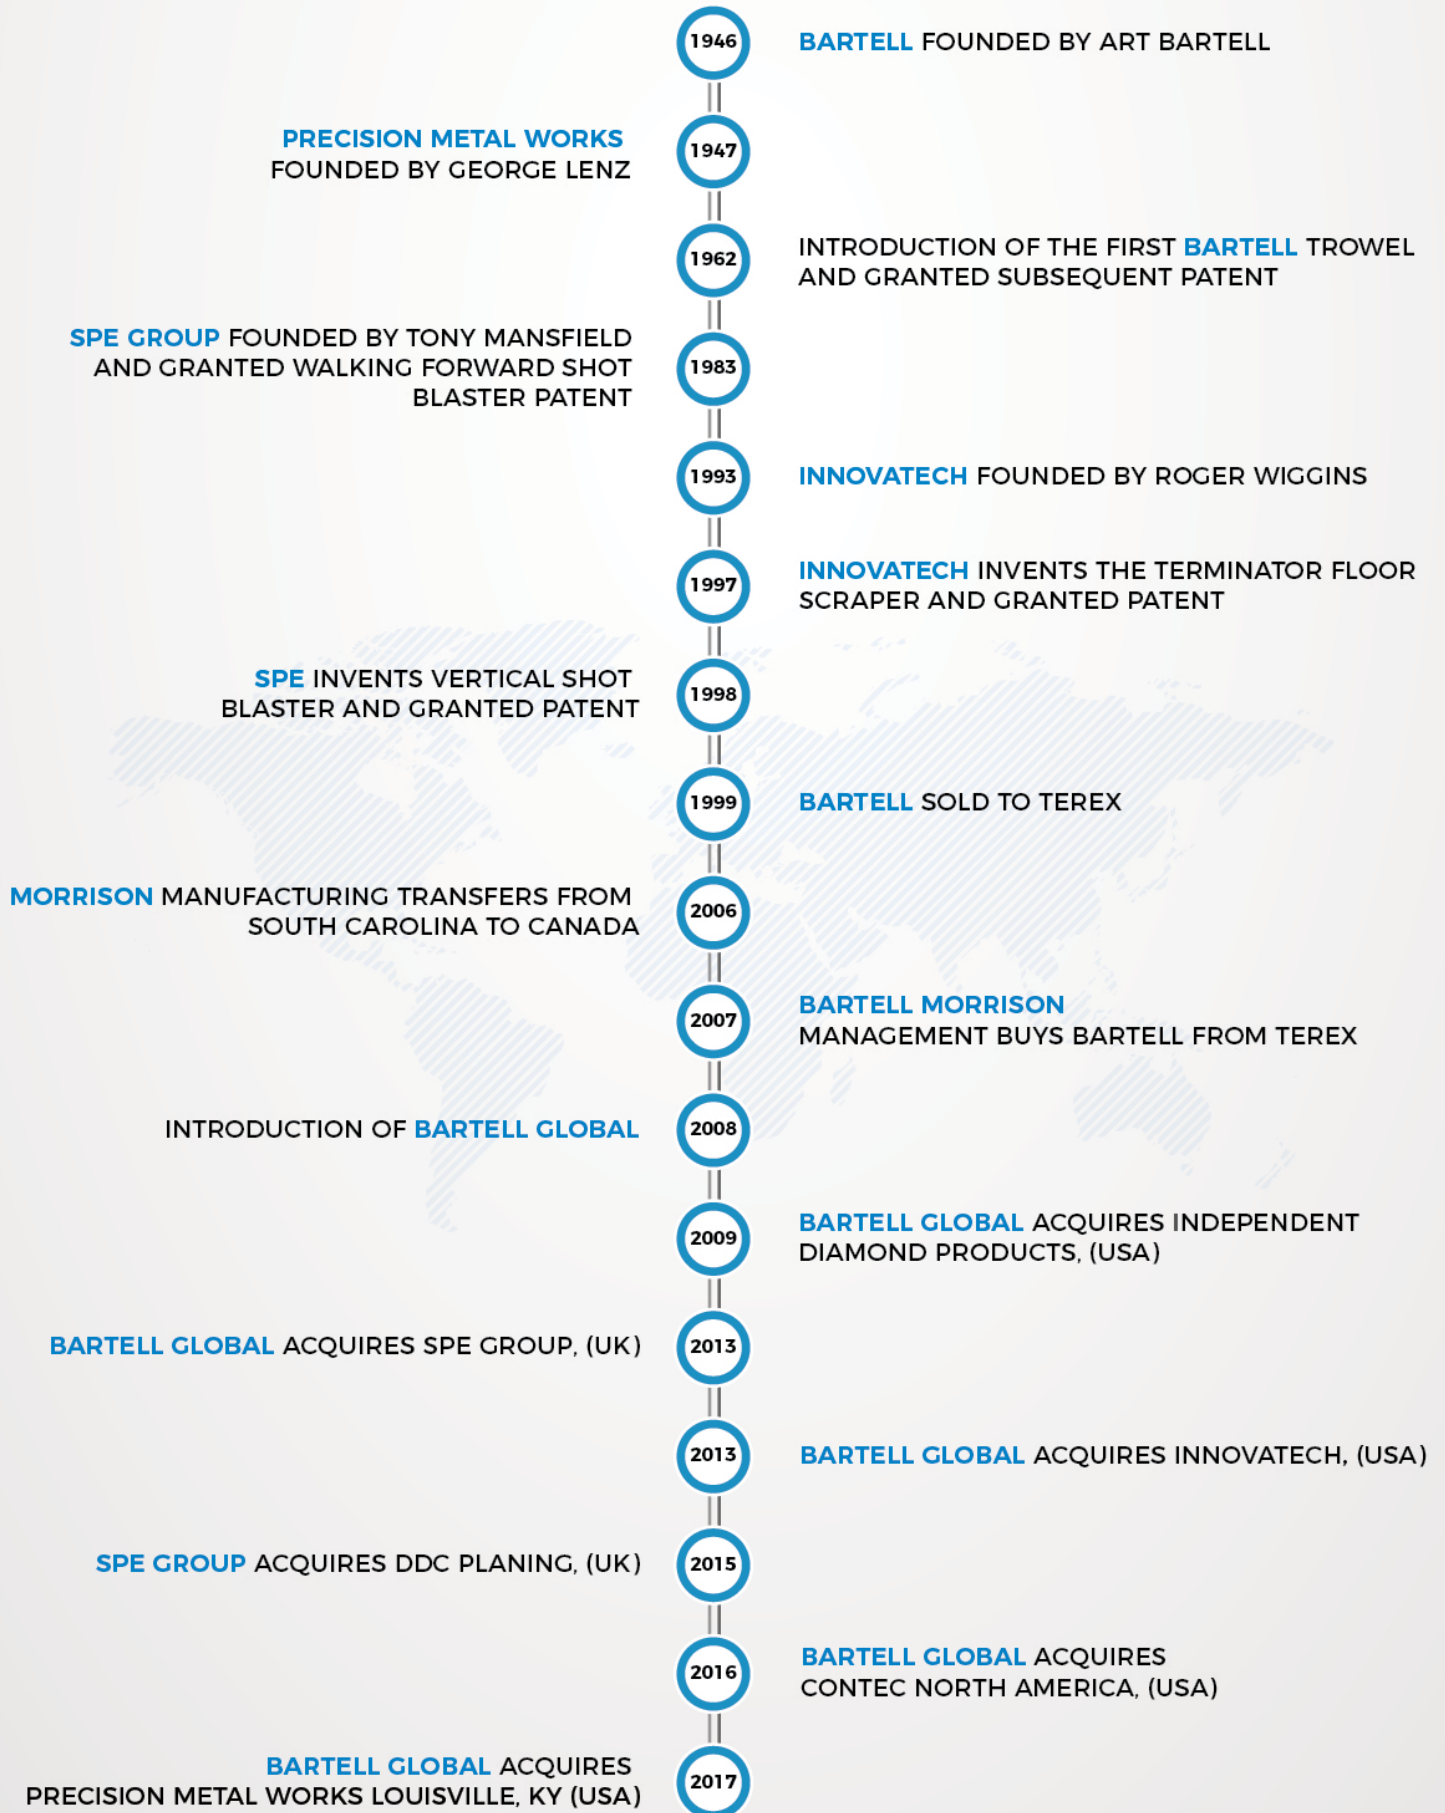 1946
BARTELL FOUNDED BY ART BARTELL
PRECISION METAL WORKS
FOUNDED BY GEORGE LENZ
1947
1962
INTRODUCTION OF THE FIRST BARTELL TROWEL
AND GRANTED SUBSEQUENT PATENT
SPE GROUP FOUNDED BY TONY MANSFIELD
AND GRANTED WALKING FORWARD SHOT
BLASTER PATENT
1983
1993
INNOVATECH FOUNDED BY ROGER WIGGINS
1997
INNOVATECH INVENTS THE TERMINATOR FLOOR
SCRAPER AND GRANTED PATENT
SPE INVENTS VERTICAL SHOT
BLASTER AND GRANTED PATENT
1998
1999
BARTELL SOLD TO TEREX
MORRISON MANUFACTURING TRANSFERS FROM
SOUTH CAROLINA TO CANADA
2006
2007
BARTELL MORRISON
MANAGEMENT BUYS BARTELL FROM TEREX
INTRODUCTION OF BARTELL GLOBAL
2008
2009
BARTELL GLOBAL ACQUIRES INDEPENDENT
DIAMOND PRODUCTS, (USA)
BARTELL GLOBAL ACQUIRES SPE GROUP, (UK)
2013
2013
BARTELL GLOBAL ACQUIRES INNOVATECH, (USA)
SPE GROUP ACQUIRES DDC PLANING, (UK)
2015
2016
BARTELL GLOBAL ACQUIRES
CONTEC NORTH AMERICA, (USA)
BARTELL GLOBAL ACQUIRES
PRECISION METAL WORKS LOUISVILLE, KY (USA)
2017